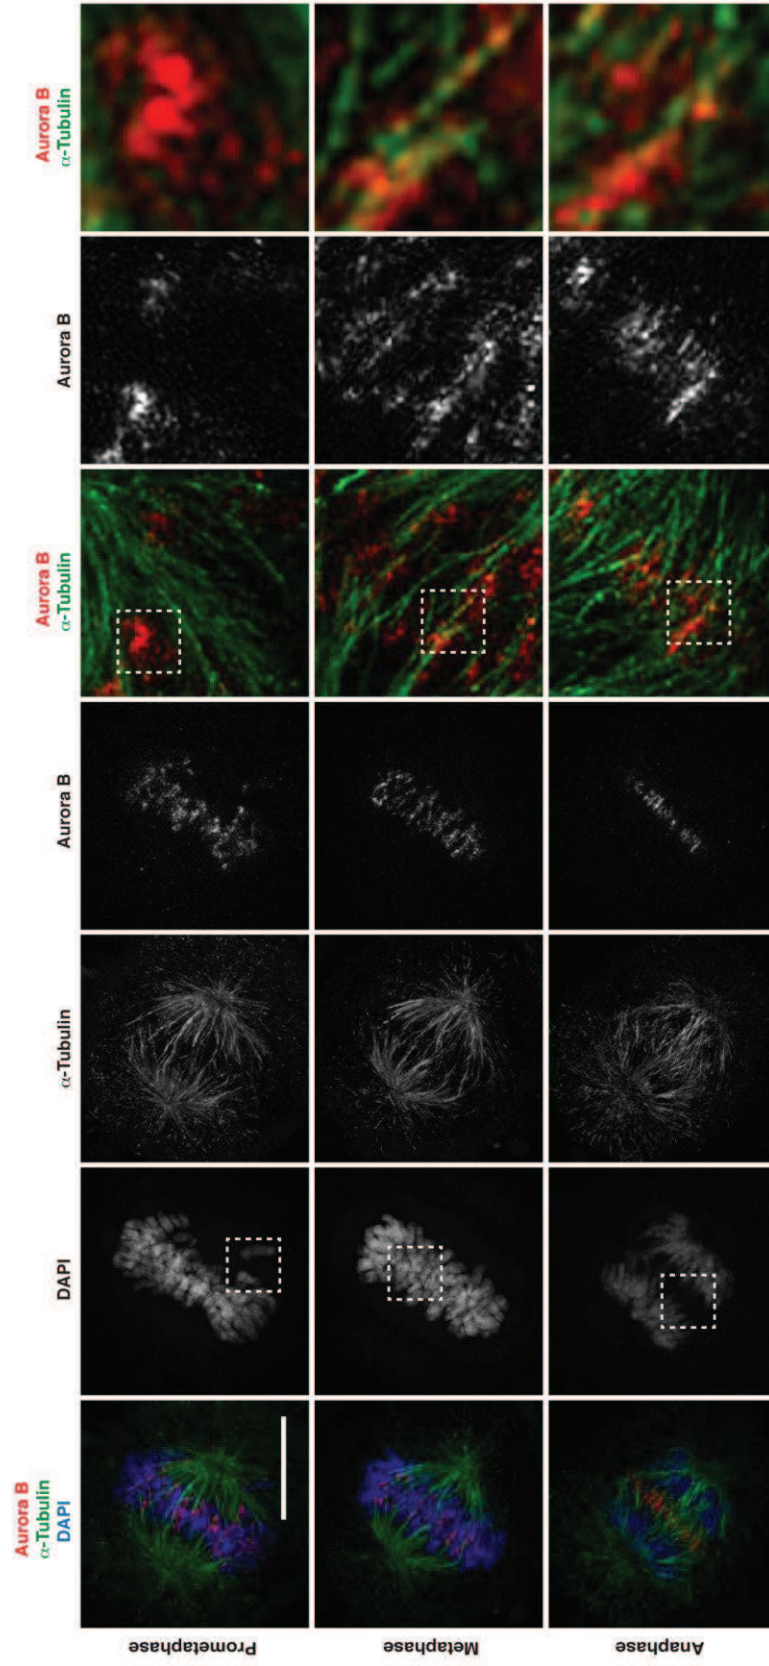 Aurora B
α-Tubulin
DAPI
DAPI
α-Tubulin
Aurora B
Aurora B
α-Tubulin
Aurora B
Aurora B
α-Tubulin
Prometaphase
Metaphase
Anaphase